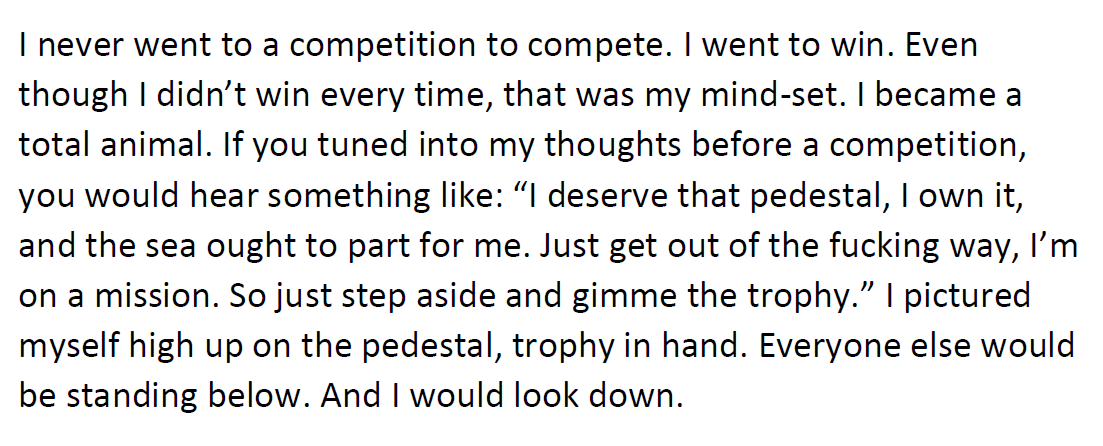 I never went to a competition to compete. I went to win. Even
though I didn’t win every time, that was my mind-set. I became a
total animal. If you tuned into my thoughts before a competition,
you would hear something like: “I deserve that pedestal, I own it,
and the sea ought to part for me. Just get out of the fucking way, I’m
on a mission. So just step aside and gimme the trophy.” I pictured
myself high up on the pedestal, trophy in hand. Everyone else would
be standing below. And I would look down.